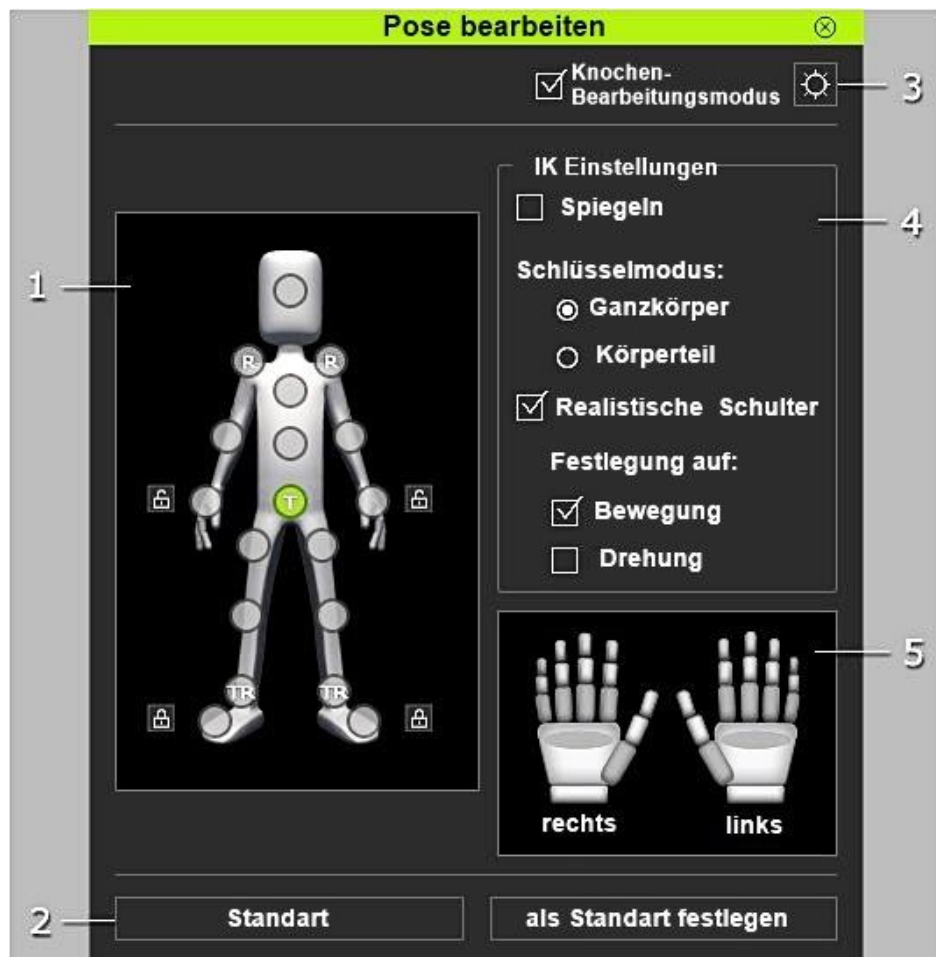 Pose bearbeiten
Knochen-
Bearbeitungsmodus
3
IK Einstellungen
Spiegeln
4
Schlüsselmodus:
Ganzkörper
Körperteil
Realistische Schulter
Festlegung auf:
Bewegung
Drehung
1
R R
T
TR TR
5
rechts links
2
Standart als Standart festlegen